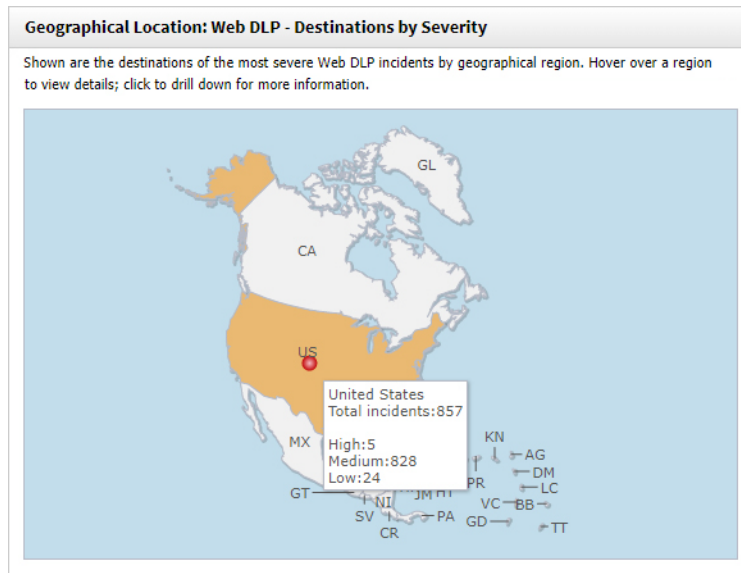 Geographical Location: Web DLP - Destinations by Severity
Shown are the destinations of the most severe Web DLP incidents by geographical region. Hover over a region
to view details; click to drill down for more information.
GL
CA
US
United States
Total incidents:857
High:5
Medium:828
Low:24
MX
KN
AG
DM
PR
LC
GT
JM
HT
NI
VC
BB
SV
PA
GD
TT
CR